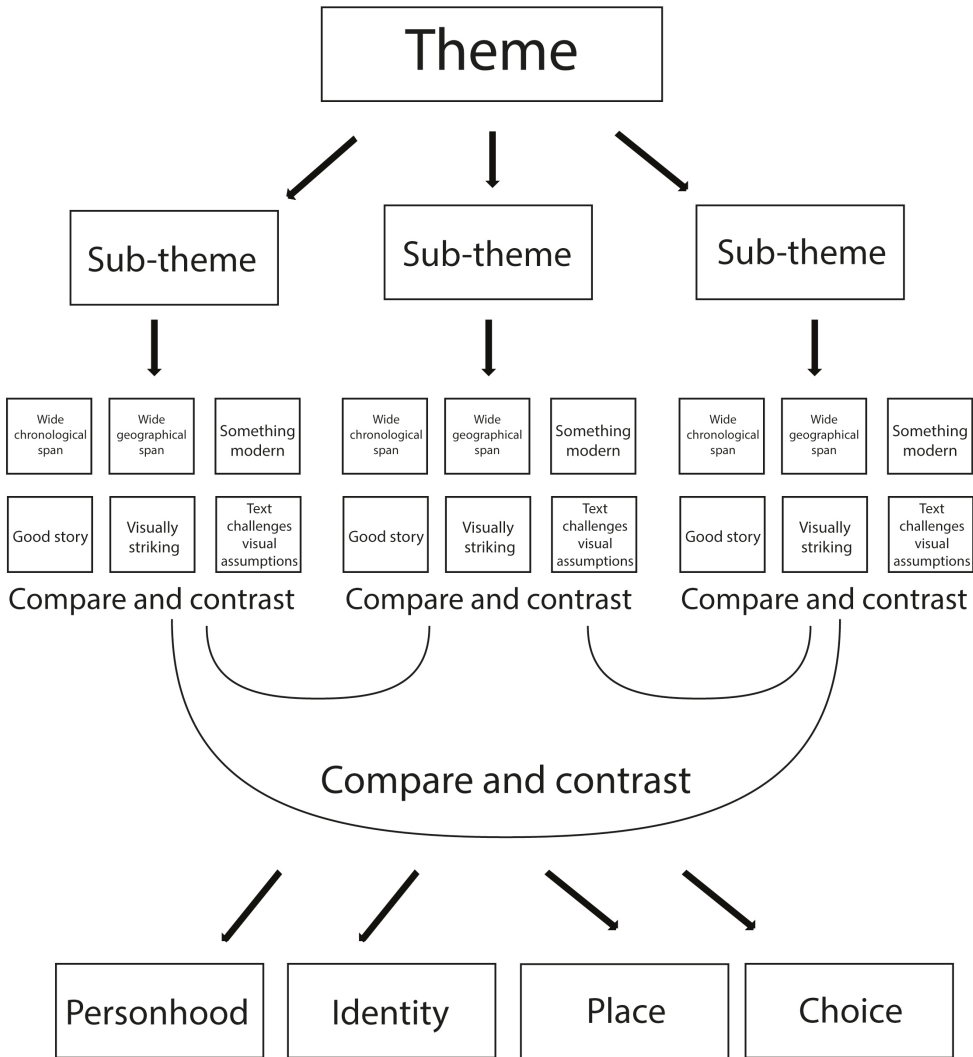 Theme
Sub-theme
Sub-theme
Sub-theme
Wide
chronological
span
Wide
geographical
span
Something
modern
Good story
Visually
striking
Text
challenges
visual
assumptions
Compare and contrast
Wide
chronological
span
Wide
geographical
span
Something
modern
Good story
Visually
striking
Text
challenges
visual
assumptions
Compare and contrast
Wide
chronological
span
Wide
geographical
span
Something
modern
Good story
Visually
striking
Text
challenges
visual
assumptions
Compare and contrast
Compare and contrast
Personhood
Identity
Place
Choice